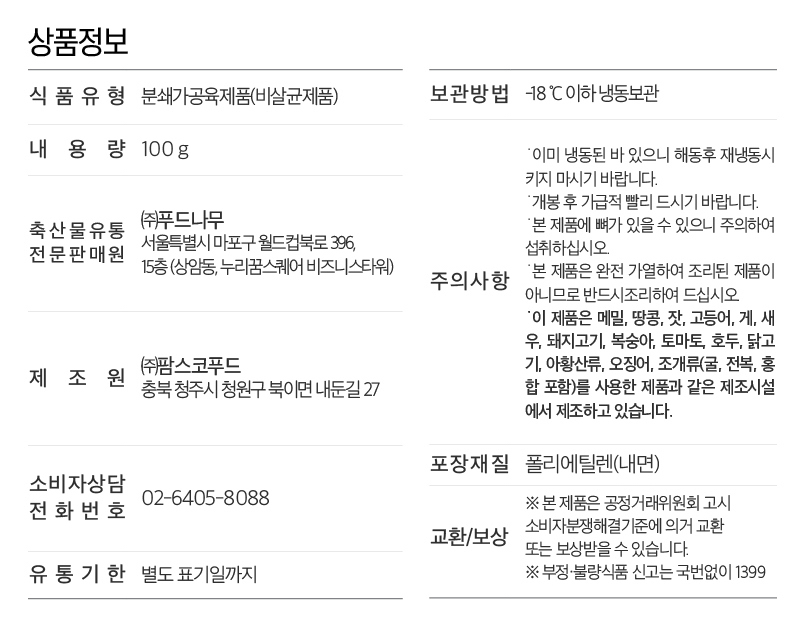 상품정보
식품유형 분쇄가공육제품(비살균제품)
내용량 100 g
축산물유통
전문판매원
㈜푸드나무
서울특별시 마포구 월드컵북로 396,
15층 (상암동, 누리꿈스퀘어 비즈니스타워)
제조원
㈜팜스코푸드
충북 청주시 청원구 북이면 내둔길 27
소비자상담
전화번호
02-6405-8088
유통기한 별도 표기일까지
보관방법 -18 ℃ 이하 냉동보관
주의사항
˙이미 냉동된 바 있으니 해동후 재냉동시
키지 마시기 바랍니다.
˙개봉 후 가급적 빨리 드시기 바랍니다.
˙본 제품에 뼈가 있을 수 있으니 주의하여
섭취하십시오.
˙본 제품은 완전 가열하여 조리된 제품이
아니므로 반드시조리하여 드십시오.
˙이 제품은 메밀, 땅콩, 잣, 고등어, 게, 새
우, 돼지고기, 복숭아, 토마토, 호두, 닭고
기, 아황산류, 오징어, 조개류(굴, 전복, 홍
합 포함)를 사용한 제품과 같은 제조시설
에서 제조하고 있습니다.
포장재질 폴리에틸렌(내면)
교환/보상
※ 본 제품은 공정거래위원회 고시
소비자분쟁해결기준에 의거 교환
또는 보상받을 수 있습니다.
※ 부정·불량식품 신고는 국번없이 1399